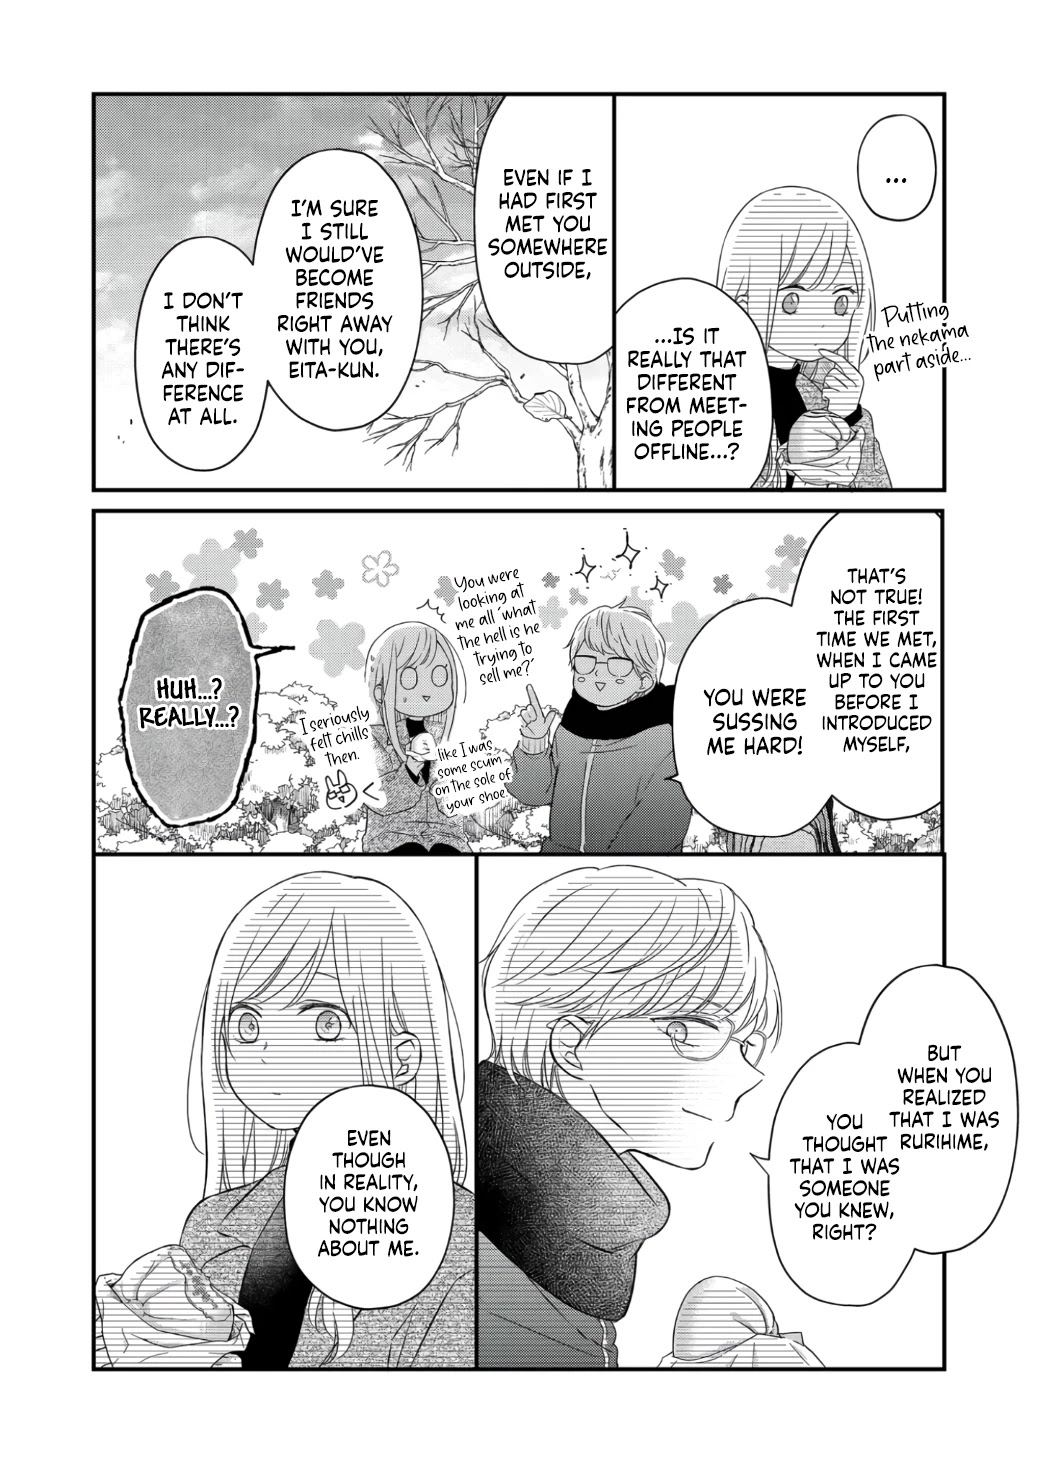 ...
Putting
the nekama
part aside...
...IS IT
REALLY THAT
DIFFERENT
FROM MEET-
ING PEOPLE
OFFLINE...?
EVEN IF I
HAD FIRST
MET YOU
SOMEWHERE
OUTSIDE,
I'M SURE
I STILL
WOULD'VE
BECOME
FRIENDS
RIGHT AWAY
WITH YOU,
EITA-KUN.
I DON'T
THINK
THERE'S
ANY DIF-
FERENCE
AT ALL.
THAT'S
NOT TRUE!
THE FIRST
TIME WE MET,
WHEN I CAME
UP TO YOU
BEFORE I
INTRODUCED
MYSELF,
YOU WERE
SUSSING
ME HARD!
You were
looking at
me all 'what
the hell is he
trying to
sell me?'
like I was
some scum
on the sole of
your shoe.
I seriously
felt chills
then.
HUH...?
REALLY...?
BUT
WHEN YOU
REALIZED
THAT I WAS
RURIHIME,
YOU
THOUGHT
THAT I WAS
SOMEONE
YOU KNEW,
RIGHT?
EVEN
THOUGH
IN REALITY,
YOU KNOW
NOTHING
ABOUT ME.